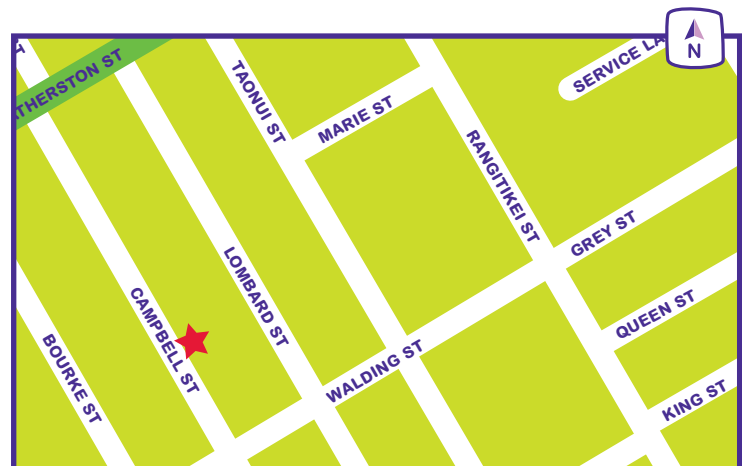 N
THERSTON ST
TAONUI ST
MARIE ST
SERVICE LA
RANGITIKEI ST
GREY ST
LOMBARD ST
CAMPBELL ST
QUEEN ST
BOURKE ST
WALDING ST
KING ST